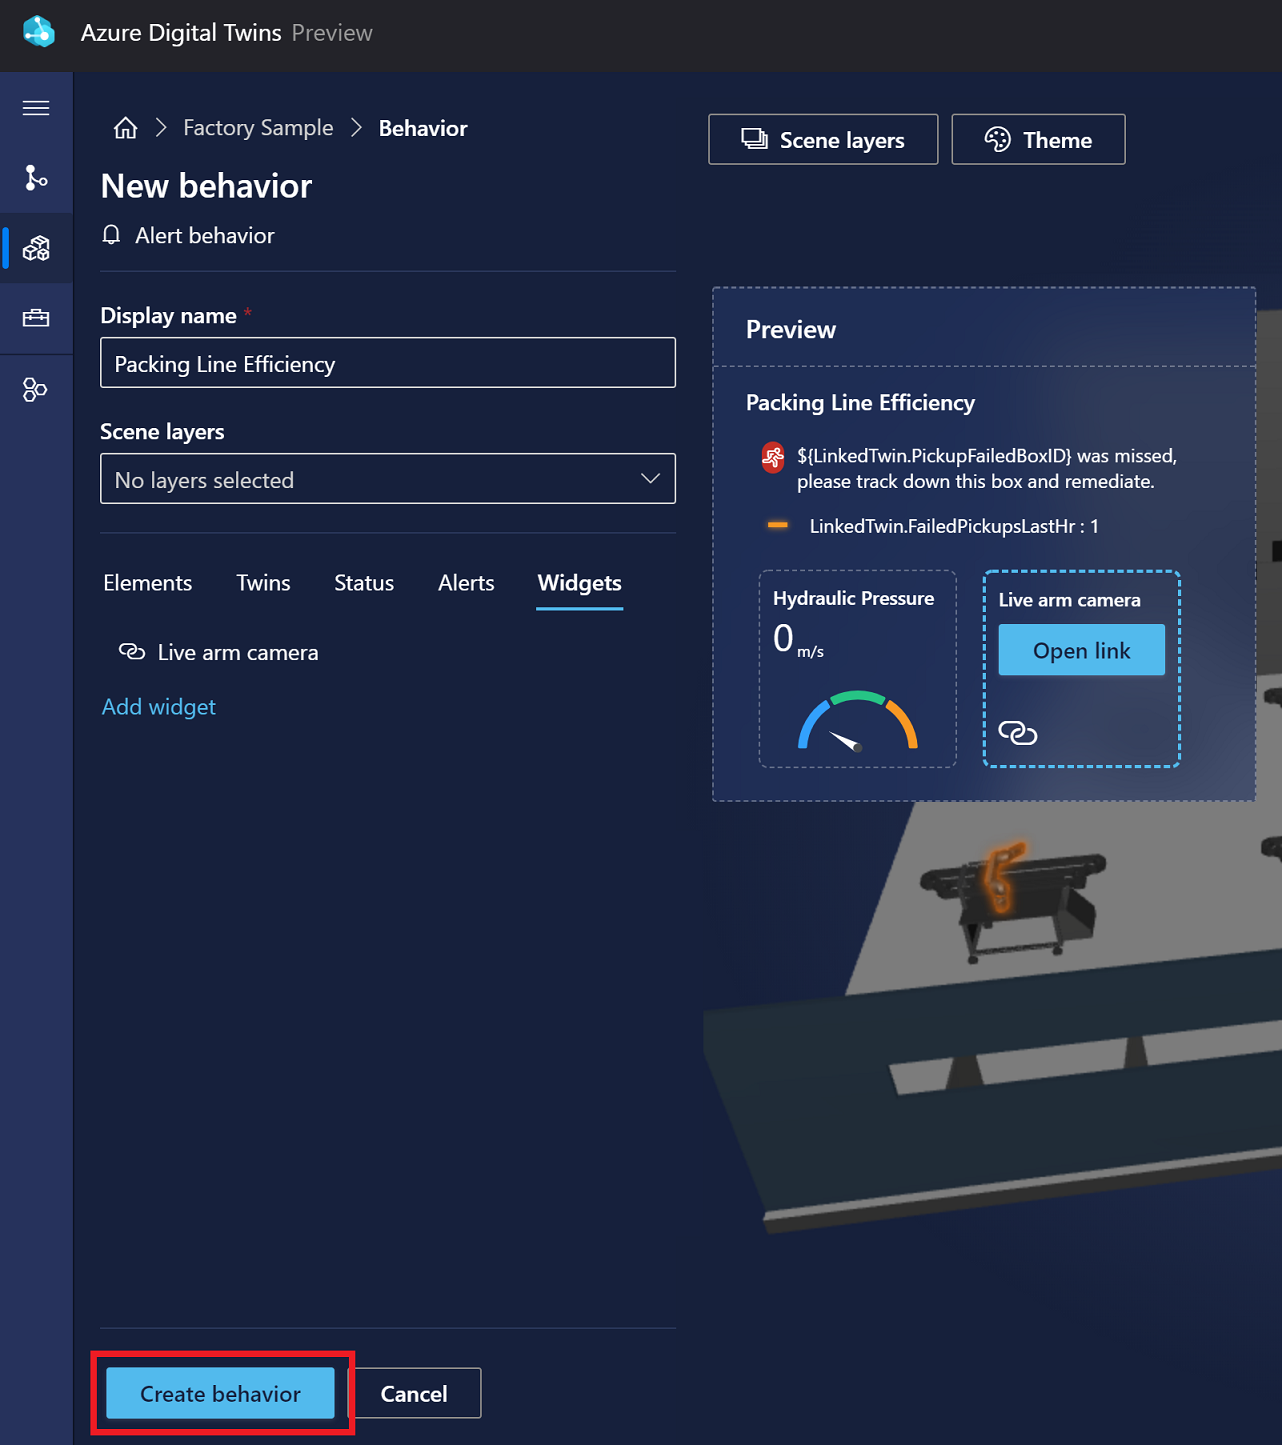 Azure Digital Twins Preview
Factory Sample
Behavior
Scene layers
Theme
New behavior
Alert behavior
Display name *
Packing Line Efficiency
Scene layers
No layers selected
Elements
Twins
Status
Alerts
Widgets
Live arm camera
Add widget
Preview
Packing Line Efficiency
${LinkedTwin.PickupFailedBoxID} was missed,
please track down this box and remediate.
LinkedTwin.FailedPickupsLastHr : 1
Hydraulic Pressure
0 m/s
Live arm camera
Open link
Create behavior
Cancel